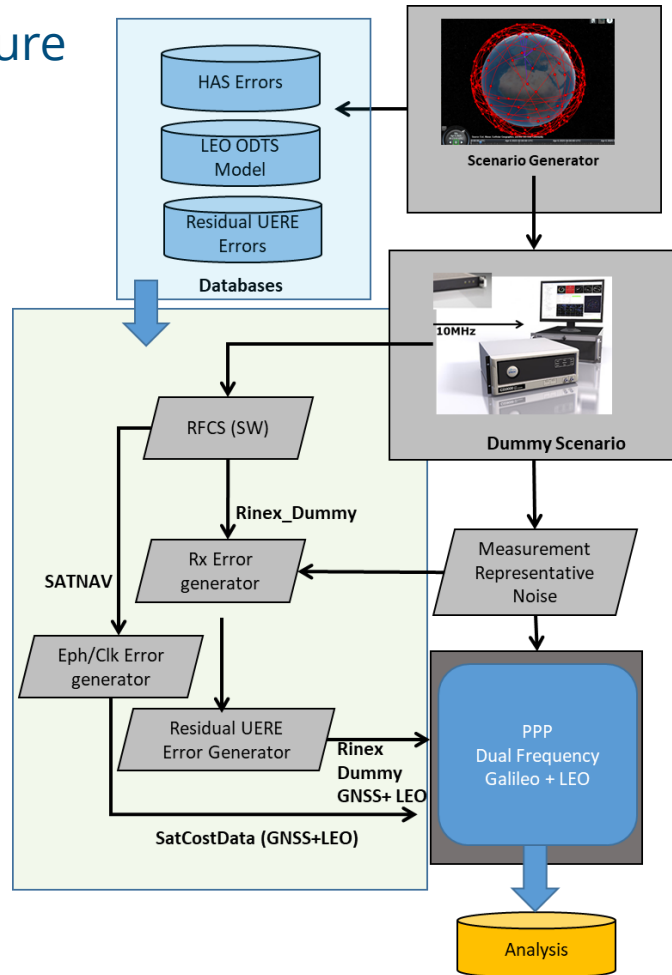 ure
HAS Errors
LEO ODTS
Model
Residual UERE
Errors
Databases
Scenario Generator
10MHz
Dummy Scenario
RFCS (SW)
Rinex_Dummy
Rx Error
generator
Measurement
Representative
Noise
SATNAV
Eph/Clk Error
generator
Residual UERE
Error Generator
Rinex
Dummy
GNSS+ LEO
SatCostData (GNSS+LEO)
PPP
Dual Frequency
Galileo + LEO
Analysis